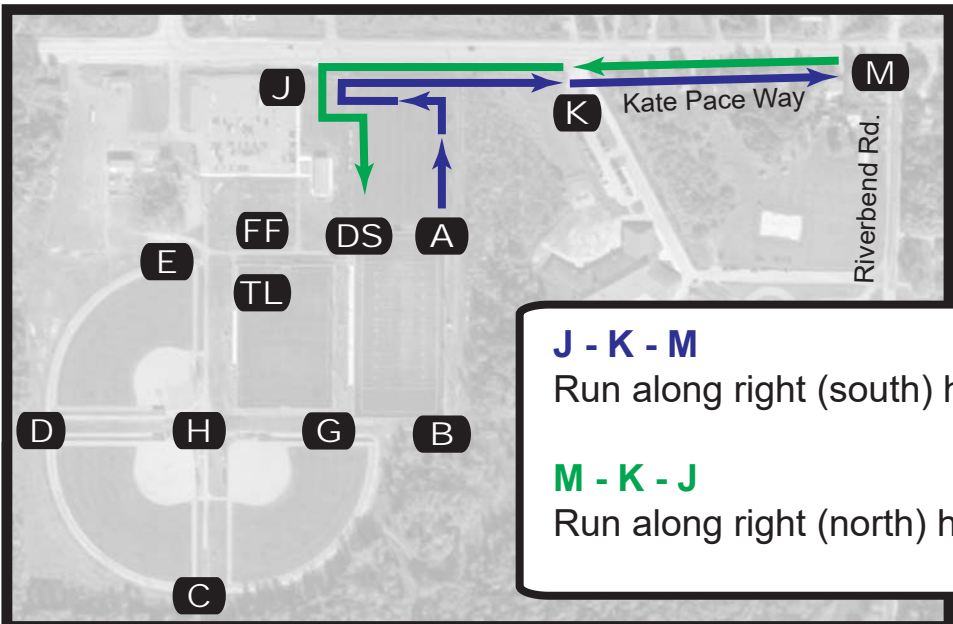 J
M
K
Kate Pace Way
Riverbend Rd.
FF
DS
A
E
TL
J - K - M
Run along right (south) h
D
H
G
B
M - K - J
Run along right (north) h
C